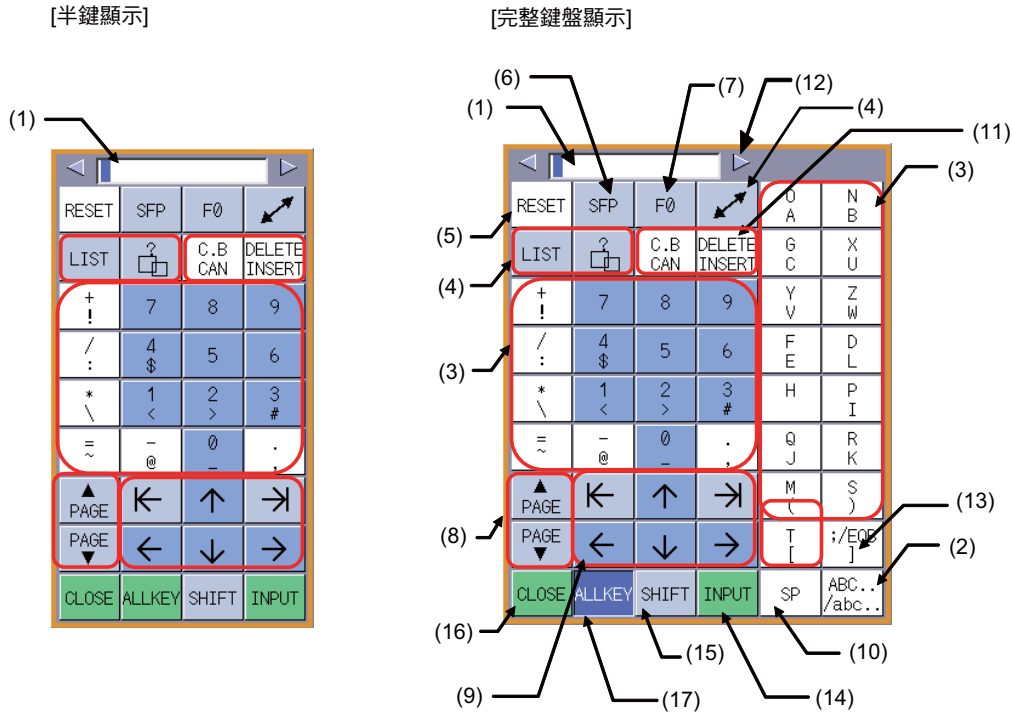 [半鍵顯示]
(1)
RESET SFP F0
LIST ? C.B CAN DELETE INSERT
+ ! 7 8 9
/ : 4 $ 5 6
* \ 1 < 2 > 3 #
= ~ - @ 0 _ . ,
▲ PAGE |← ↑ →|
PAGE ▼ ← ↓ →
CLOSE ALLKEY SHIFT INPUT
[完整鍵盤顯示]
(6) (7) (12)
(1) (4)
(11)
(3)
RESET SFP F0 O A N B
(5)
LIST ? C.B CAN DELETE INSERT G C X U
(4)
+ ! 7 8 9 Y V Z W
/ : 4 $ 5 6 F E D L
(3)
* \ 1 < 2 > 3 # H P I
= ~ - @ 0 _ . , Q J R K
▲ PAGE |← ↑ →| M ( S )
(13)
(8)
PAGE ▼ ← ↓ → T [ ;/EOB ]
(2)
CLOSE ALLKEY SHIFT INPUT SP ABC.. /abc..
(16) (15) (10)
(9) (17) (14)